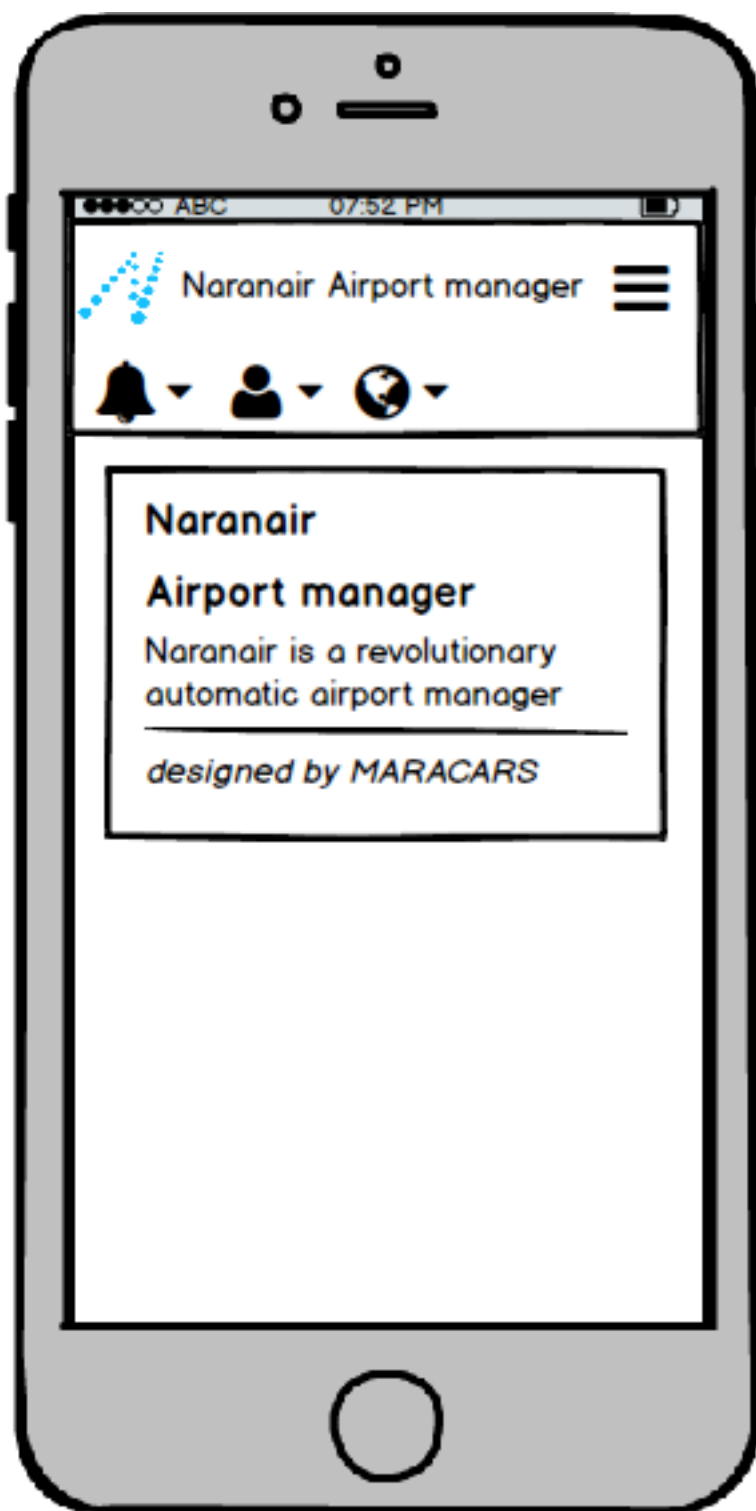 ABC 07:52 PM
Naranair Airport manager
Naranair
Airport manager
Naranair is a revolutionary
automatic airport manager
designed by MARACARS